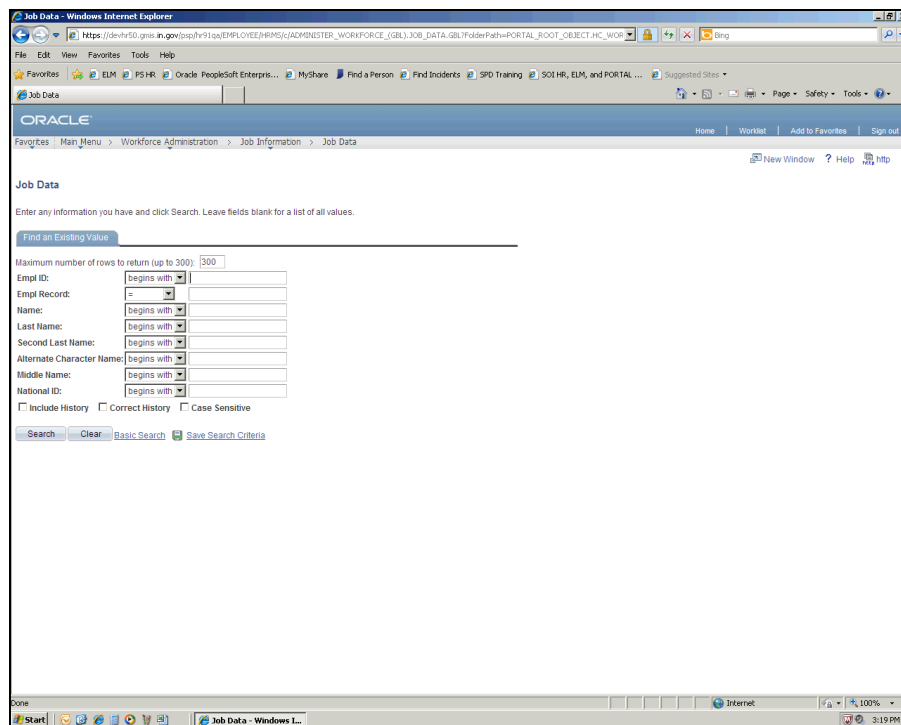 Job Data - Windows Internet Explorer
https://devhr50.gmis.in.gov/psp/hr91qa/EMPLOYEE/HRMS/c/ADMINISTER_WORKFORCE_(GBL).JOB_DATA.GBL?FolderPath=PORTAL_ROOT_OBJECT.HC_WOR
Bing
File Edit View Favorites Tools Help
Favorites ELM PS HR Oracle PeopleSoft Enterpris... MyShare Find a Person Find Incidents SPD Training SOI HR, ELM, and PORTAL ... Suggested Sites
Job Data
Page Safety Tools
ORACLE
Home | Worklist | Add to Favorites | Sign out
Favorites | Main Menu > Workforce Administration > Job Information > Job Data
New Window ? Help http
Job Data
Enter any information you have and click Search. Leave fields blank for a list of all values.
Find an Existing Value
Maximum number of rows to return (up to 300): 300
Empl ID: begins with
Empl Record: =
Name: begins with
Last Name: begins with
Second Last Name: begins with
Alternate Character Name: begins with
Middle Name: begins with
National ID: begins with
Include History Correct History Case Sensitive
Search Clear Basic Search Save Search Criteria
Done
Internet
100%
Start
Job Data - Windows I...
3:19 PM